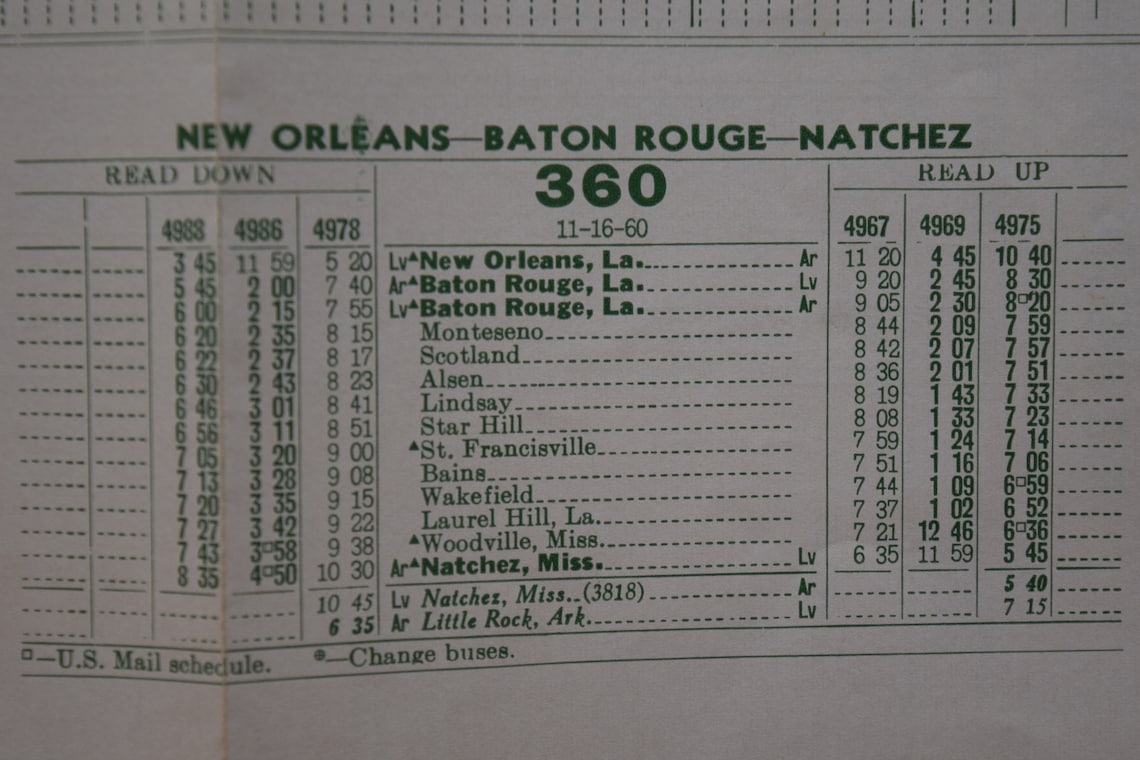 NEW ORLEANS—BATON ROUGE—NATCHEZ
READ DOWN 360 READ UP
4988 4986 4978 11-16-60 4967 4969 4975
3 45 11 59 5 20 Lv▲New Orleans, La. Ar 11 20 4 45 10 40
5 45 2 00 7 40 Ar▲Baton Rouge, La. Lv 9 20 2 45 8 30
6 00 2 15 7 55 Lv▲Baton Rouge, La. Ar 9 05 2 30 8□20
6 20 2 35 8 15 Monteseno 8 44 2 09 7 59
6 22 2 37 8 17 Scotland 8 42 2 07 7 57
6 30 2 43 8 23 Alsen 8 36 2 01 7 51
6 46 3 01 8 41 Lindsay 8 19 1 43 7 33
6 56 3 11 8 51 Star Hill 8 08 1 33 7 23
7 05 3 20 9 00 ▲St. Francisville 7 59 1 24 7 14
7 13 3 28 9 08 Bains 7 51 1 16 7 06
7 20 3 35 9 15 Wakefield 7 44 1 09 6□59
7 27 3 42 9 22 Laurel Hill, La. 7 37 1 02 6 52
7 43 3□58 9 38 ▲Woodville, Miss. 7 21 12 46 6□36
8 35 4□50 10 30 Ar▲Natchez, Miss. Lv 6 35 11 59 5 45
10 45 Lv Natchez, Miss..(3818) Ar 5 40
6 35 Ar Little Rock, Ark. Lv 7 15
□—U.S. Mail schedule. ⊕—Change buses.